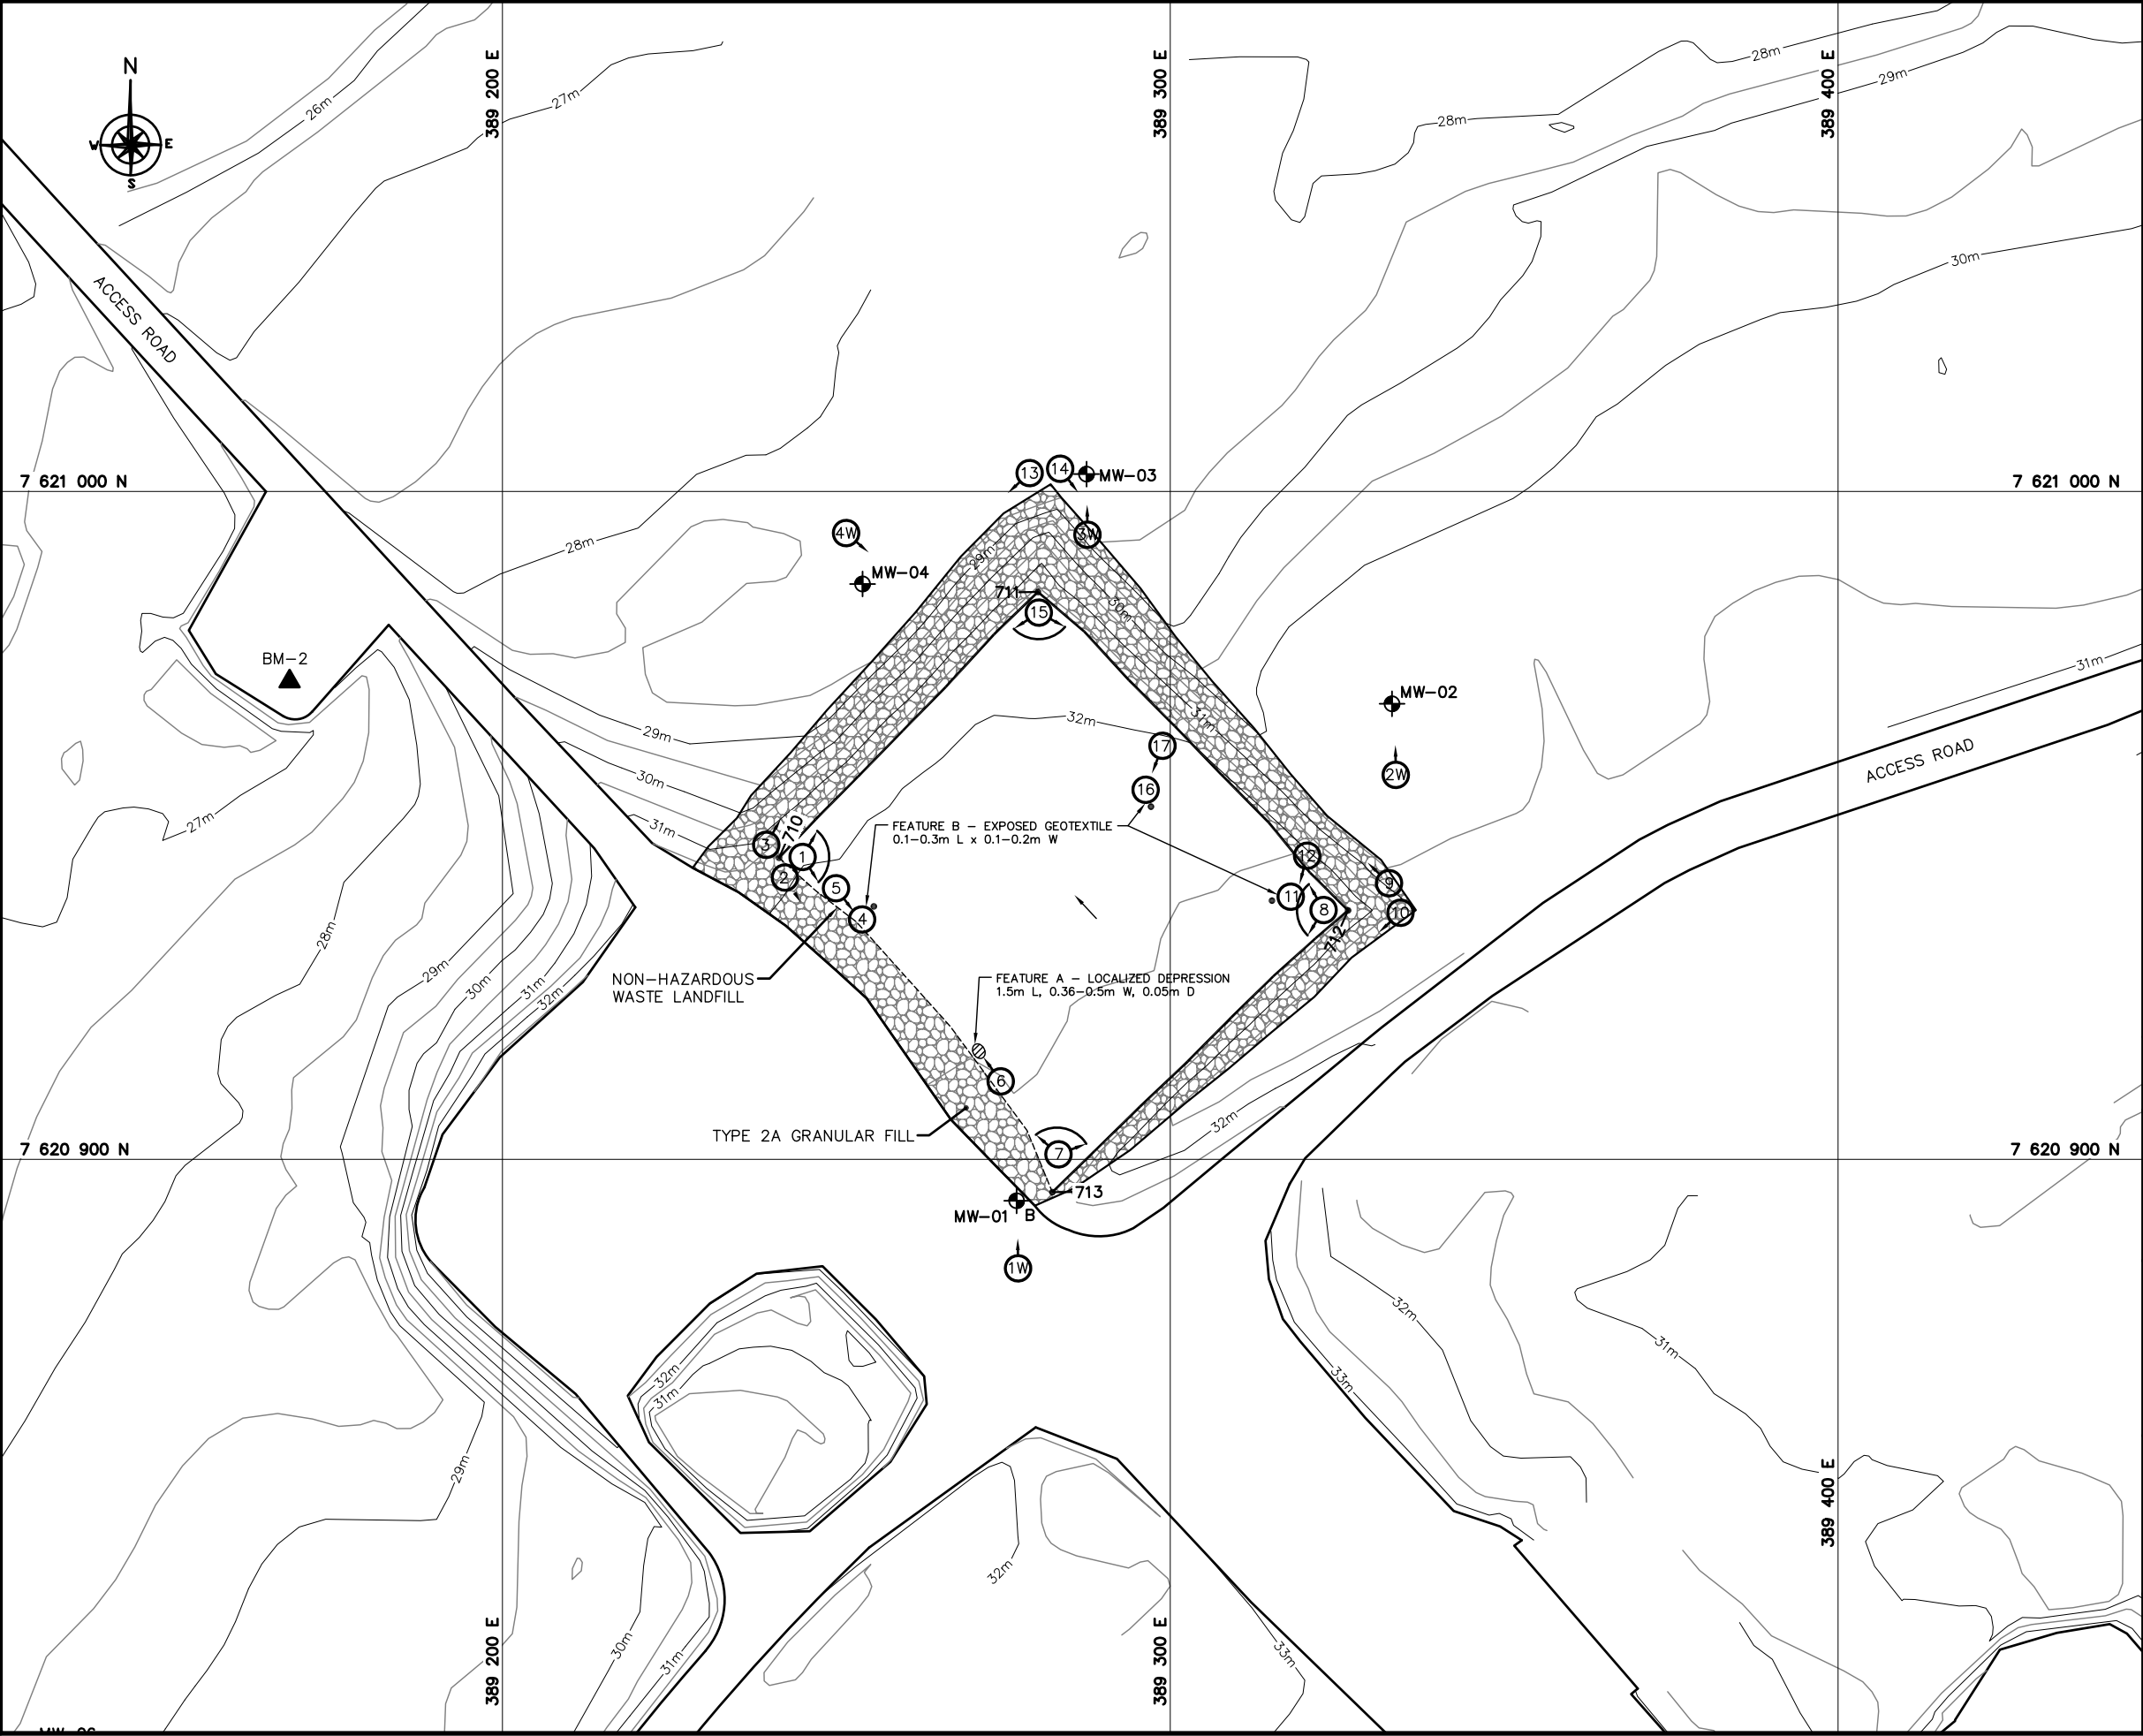 N
W
E
S
389 200 E
389 300 E
389 400 E
26m
27m
28m
28m
29m
30m
ACCESS ROAD
7 621 000 N
7 621 000 N
13
14
MW-03
4W
3W
28m
29m
MW-04
711
15
30m
BM-2
31m
MW-02
32m
31m
29m
17
2W
ACCESS ROAD
30m
16
27m
31m
710
FEATURE B - EXPOSED GEOTEXTILE
0.1-0.3m L x 0.1-0.2m W
3
1
2
5
4
12
9
11
8
10
712
28m
29m
30m
31m
32m
NON-HAZARDOUS
WASTE LANDFILL
FEATURE A - LOCALIZED DEPRESSION
1.5m L, 0.36-0.5m W, 0.05m D
6
32m
TYPE 2A GRANULAR FILL
7 620 900 N
7 620 900 N
7
713
MW-01
B
1W
32m
31m
33m
32m
31m
29m
32m
389 400 E
30m
31m
33m
389 200 E
389 300 E